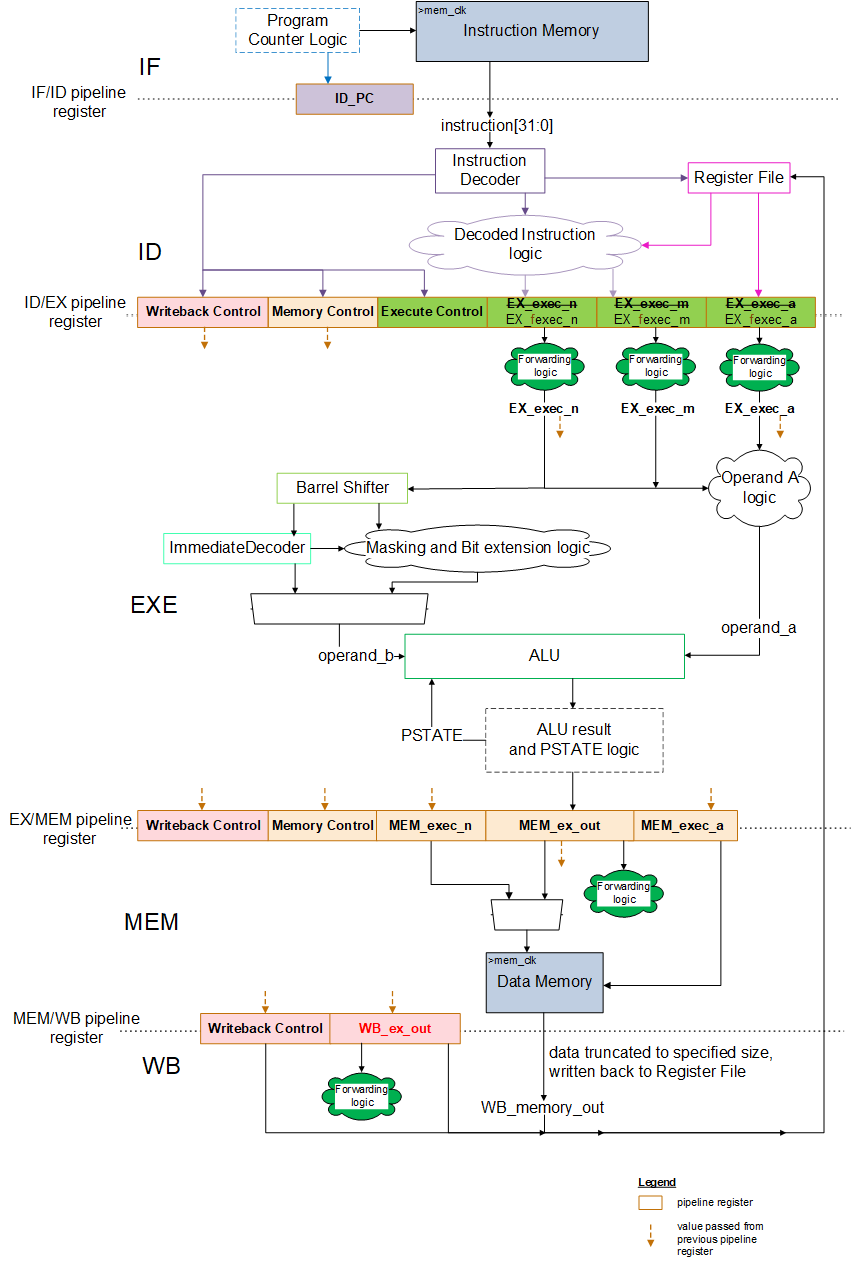 >mem_clk
Program
Counter Logic
Instruction Memory
IF
IF/ID pipeline
register
ID_PC
instruction[31:0]
Instruction
Decoder
Register File
Decoded Instruction
logic
ID
ID/EX pipeline
register
Writeback Control
Memory Control
Execute Control
EX_exec_n
EX_fexec_n
EX_exec_m
EX_fexec_m
EX_exec_a
EX_fexec_a
Forwarding
logic
Forwarding
logic
Forwarding
logic
EX_exec_n
EX_exec_m
EX_exec_a
Barrel Shifter
Operand A
logic
ImmediateDecoder
Masking and Bit extension logic
EXE
operand_a
operand_b
ALU
PSTATE
ALU result
and PSTATE logic
EX/MEM pipeline
register
Writeback Control
Memory Control
MEM_exec_n
MEM_ex_out
MEM_exec_a
Forwarding
logic
MEM
>mem_clk
Data Memory
MEM/WB pipeline
register
Writeback Control
WB_ex_out
WB
data truncated to specified size,
written back to Register File
Forwarding
logic
WB_memory_out
Legend
pipeline register
value passed from
previous pipeline
register